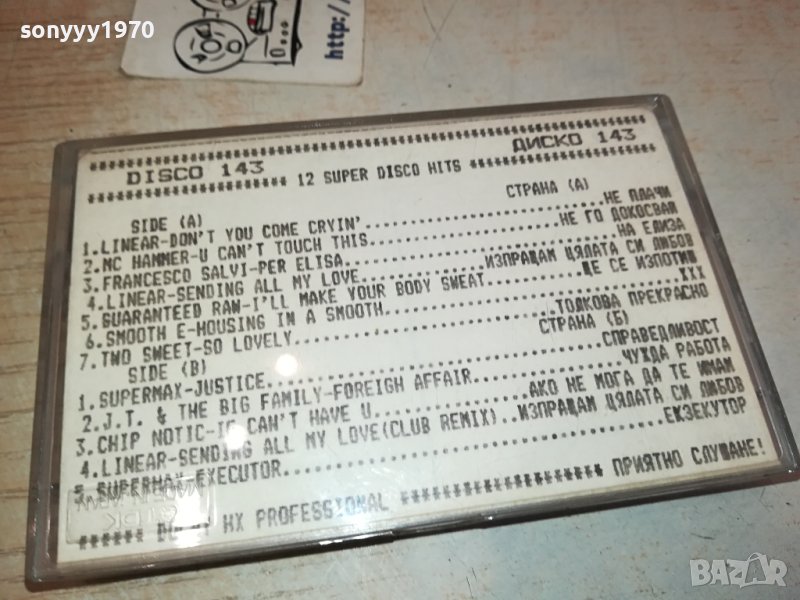 sonyyy1970
http:/
DISCO 143 ДИСКО 143
12 SUPER DISCO HITS
SIDE (A) СТРАНА (А)
1.LINEAR-DON'T YOU COME CRYIN'..........НЕ ПЛАЧИ
2.MC HAMMER-U CAN'T TOUCH THIS..........НЕ ГО ДОКОСВАЙ
3.FRANCESCO SALVI-PER ELISA..........НА ЕЛИЗА
4.LINEAR-SENDING ALL MY LOVE..........ИЗПРАЩАМ ЦЯЛАТА СИ ЛЮБОВ
5.GUARANTEED RAW-I'LL MAKE YOUR BODY SWEAT..........ЩЕ СЕ ИЗПОТИШ
6.SMOOTH E-HOUSING IN A SMOOTH..........XXX
7.TWO SWEET-SO LOVELY..........ТОЛКОВА ПРЕКРАСНО
SIDE (B) СТРАНА (Б)
1.SUPERMAX-JUSTICE..........СПРАВЕДЛИВОСТ
2.J.T. & THE BIG FAMILY-FOREIGH AFFAIR..........ЧУЖДА РАБОТА
3.CHIP NOTIC-IF CAN'T HAVE U..........АКО НЕ МОГА ДА ТЕ ИМАМ
4.LINEAR-SENDING ALL MY LOVE(CLUB REMIX)..ИЗПРАЩАМ ЦЯЛАТА СИ ЛЮБОВ
5.SUPERMAX-EXECUTOR..........ЕКЗЕКУТОР
HX PROFESSIONAL ПРИЯТНО СЛУШАНЕ!
TDK
BAZAR